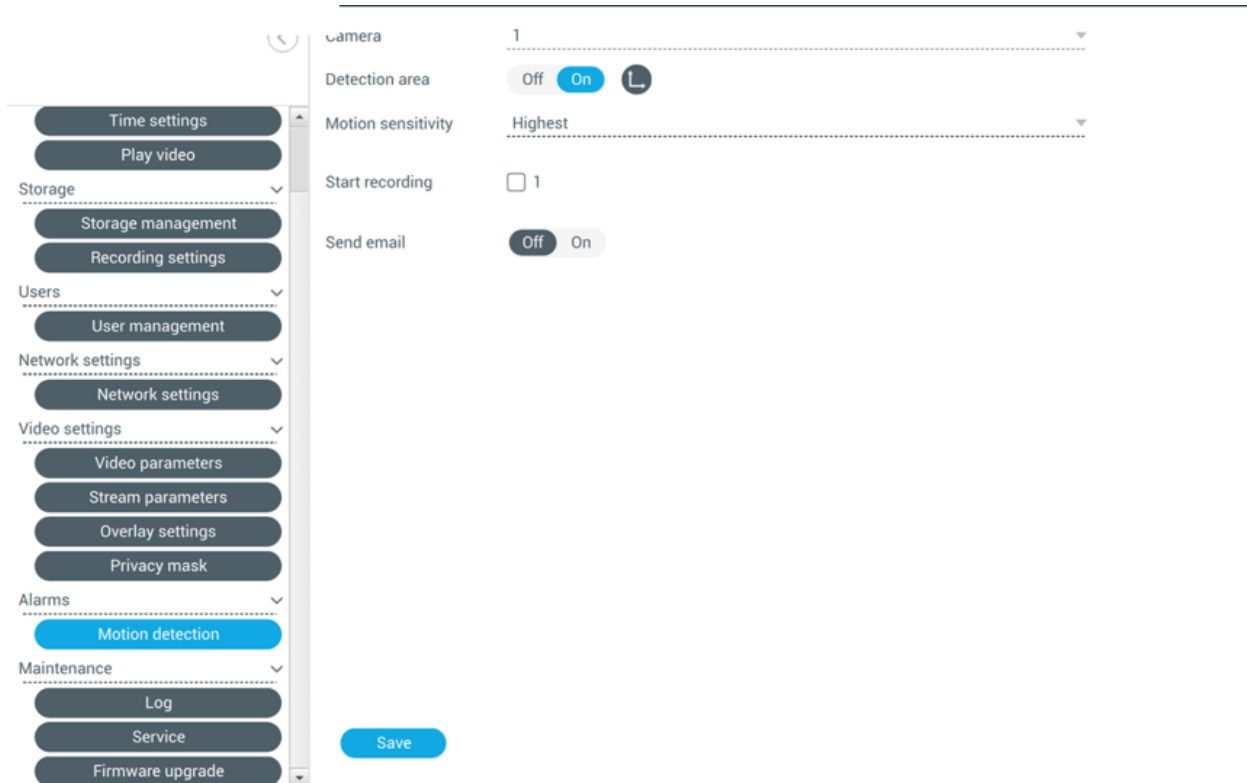 Camera 1
Detection area Off On
Time settings
Motion sensitivity Highest
Play video
Start recording 1
Storage
Storage management
Send email Off On
Recording settings
Users
User management
Network settings
Network settings
Video settings
Video parameters
Stream parameters
Overlay settings
Privacy mask
Alarms
Motion detection
Maintenance
Log
Service
Save
Firmware upgrade